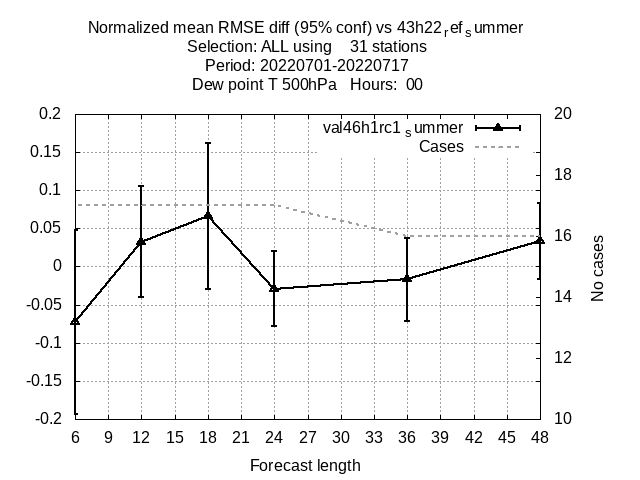 Normalized mean RMSE diff (95% conf) vs 43h22refsummer
Selection: ALL using 31 stations
Period: 20220701-20220717
Dew point T 500hPa Hours: 00
val46h1rc1summer
Cases
0.2
0.15
0.1
0.05
0
-0.05
-0.1
-0.15
-0.2
20
18
16
14
12
10
No cases
6 9 12 15 18 21 24 27 30 33 36 39 42 45 48
Forecast length